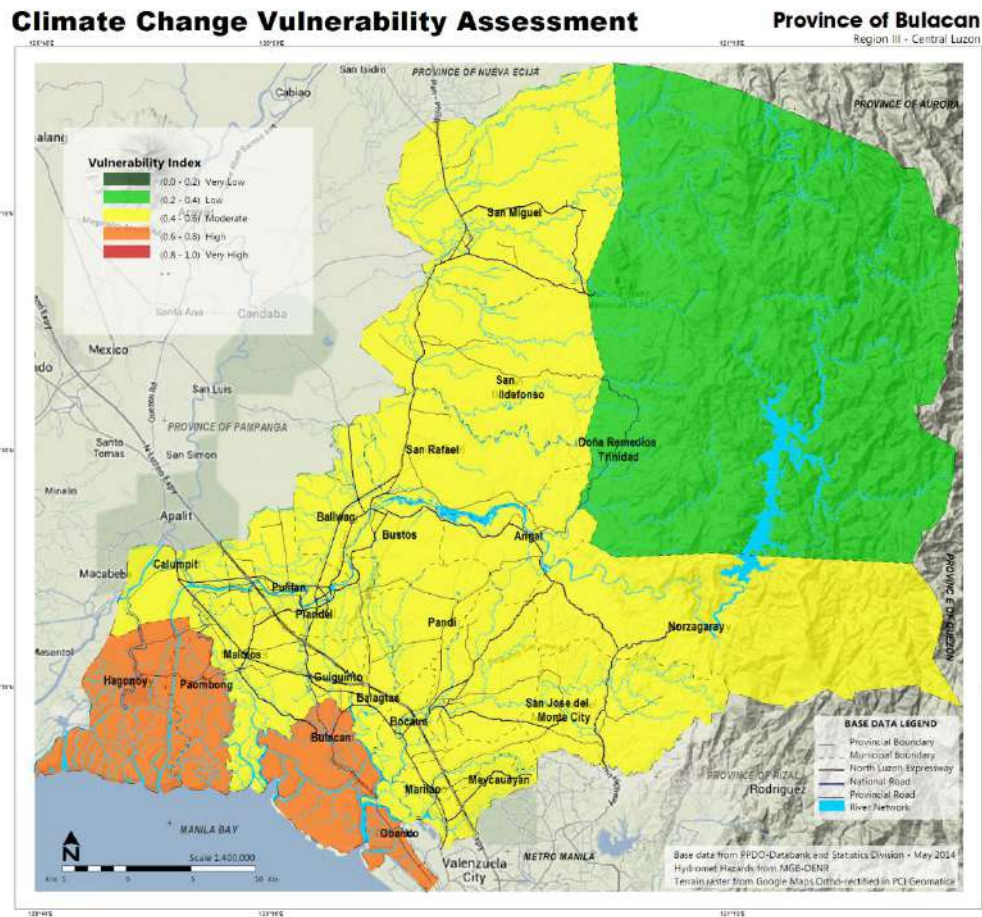 Climate Change Vulnerability Assessment
Province of Bulacan
Region III - Central Luzon
San Isidro
PROVINCE OF NUEVA ECIJA
Cabiao
PROVINCE OF AURORA
Vulnerability Index
(0.0 - 0.2) Very Low
(0.2 - 0.4) Low
(0.4 - 0.6) Moderate
(0.6 - 0.8) High
(0.8 - 1.0) Very High
San Miguel
Santa Ana
Candaba
Mexico
San Luis
San Ildefonso
PROVINCE OF PAMPANGA
Santo Tomas
San Simon
San Rafael
Doña Remedios Trinidad
Minalin
Apalit
Baliwag
Bustos
Angat
Macabebe
Calumpit
Pulilan
Plaridel
Pandi
Norzagaray
PROVINCE OF QUEZON
Masantol
Malolos
Hagonoy
Paombong
Guiguinto
Balagtas
Bocaue
San Jose del Monte City
Bulacan
Meycauayan
Marilao
Obando
PROVINCE OF RIZAL
Rodriguez
MANILA BAY
Valenzuela City
METRO MANILA
N
Scale 1:400,000
BASE DATA LEGEND
Provincial Boundary
Municipal Boundary
North Luzon Expressway
National Road
Provincial Road
River Network
Base data from PPDO-Databank and Statistics Division - May 2014
Hydromet Hazards from MGB-DENR
Terrain raster from Google Maps Ortho-rectified in PCI Geomatica